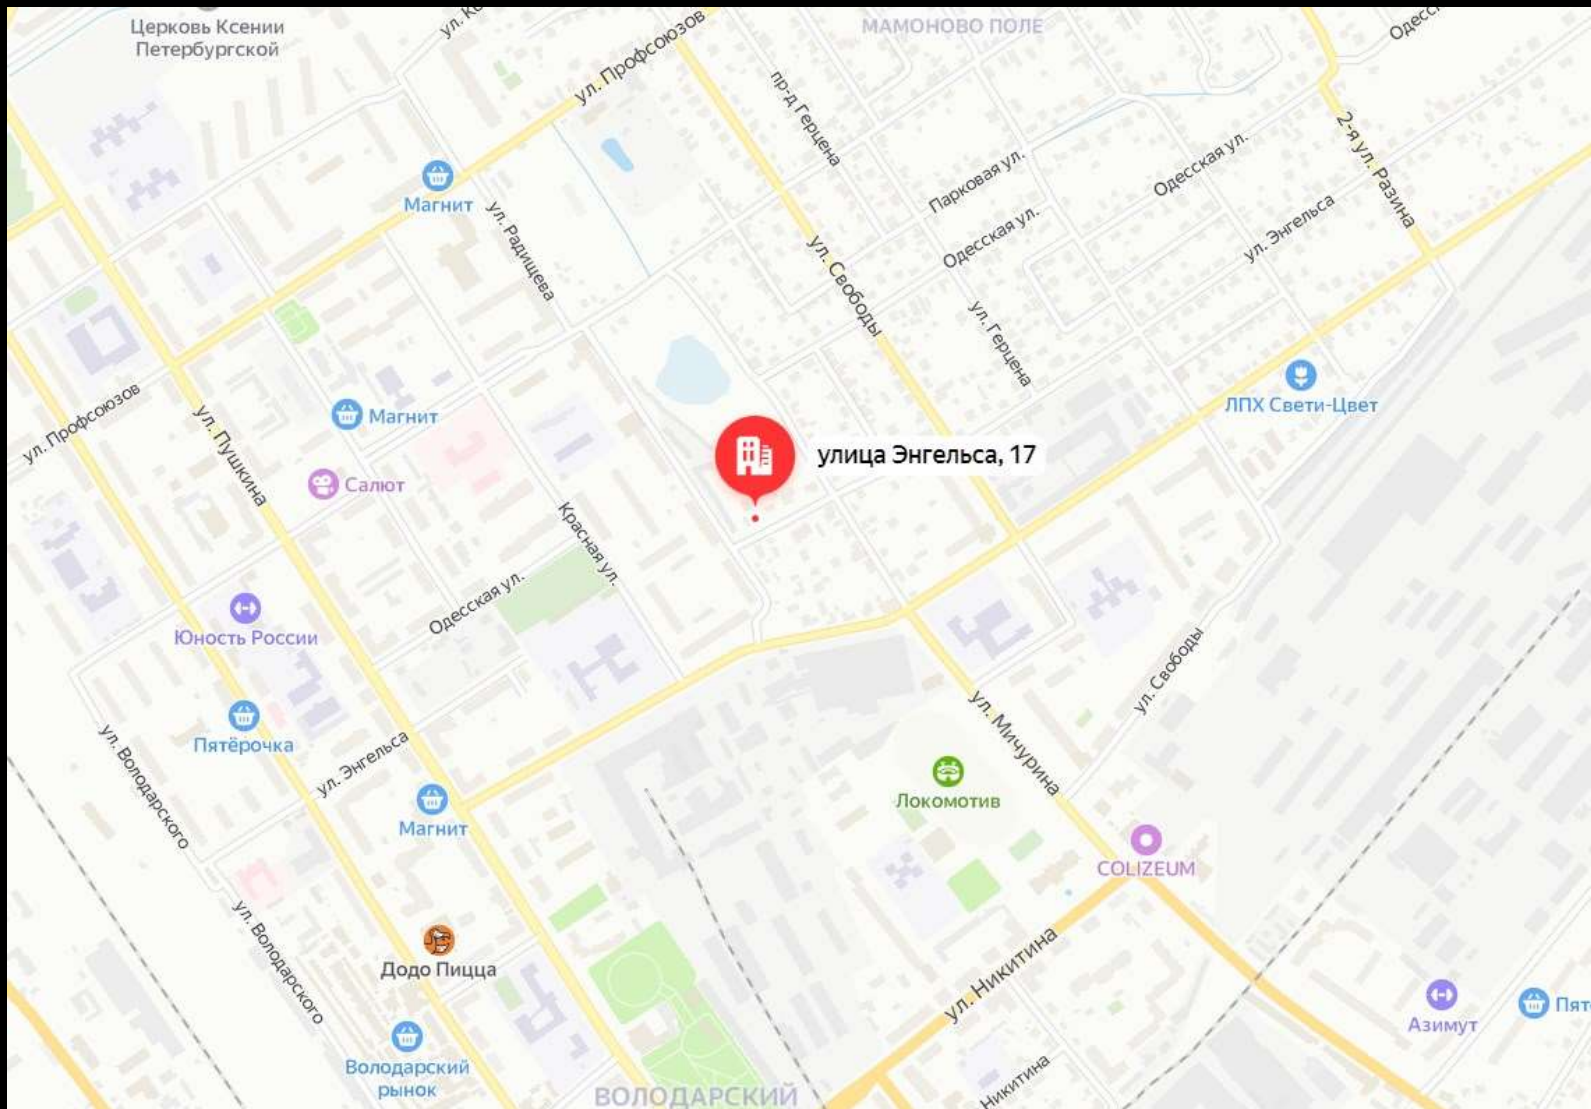 Церковь Ксении
Петербургской
ул. Профсоюзов
МАМОНОВО ПОЛЕ
пр-д Герцена
2-я ул. Разина
Магнит
ул. Радищева
Парковая ул.
Одесская ул.
Одесская ул.
ул. Энгельса
ул. Свободы
ул. Герцена
ЛПХ Свети-Цвет
ул. Профсоюзов
ул. Пушкина
Магнит
Салют
улица Энгельса, 17
Красная ул.
Одесская ул.
Юность России
ул. Свободы
Пятёрочка
ул. Володарского
ул. Энгельса
ул. Мичурина
Магнит
Локомотив
COLIZEUM
ул. Володарского
Додо Пицца
ул. Никитина
Азимут
Володарский
рынок
Никитина
ВОЛОДАРСКИЙ